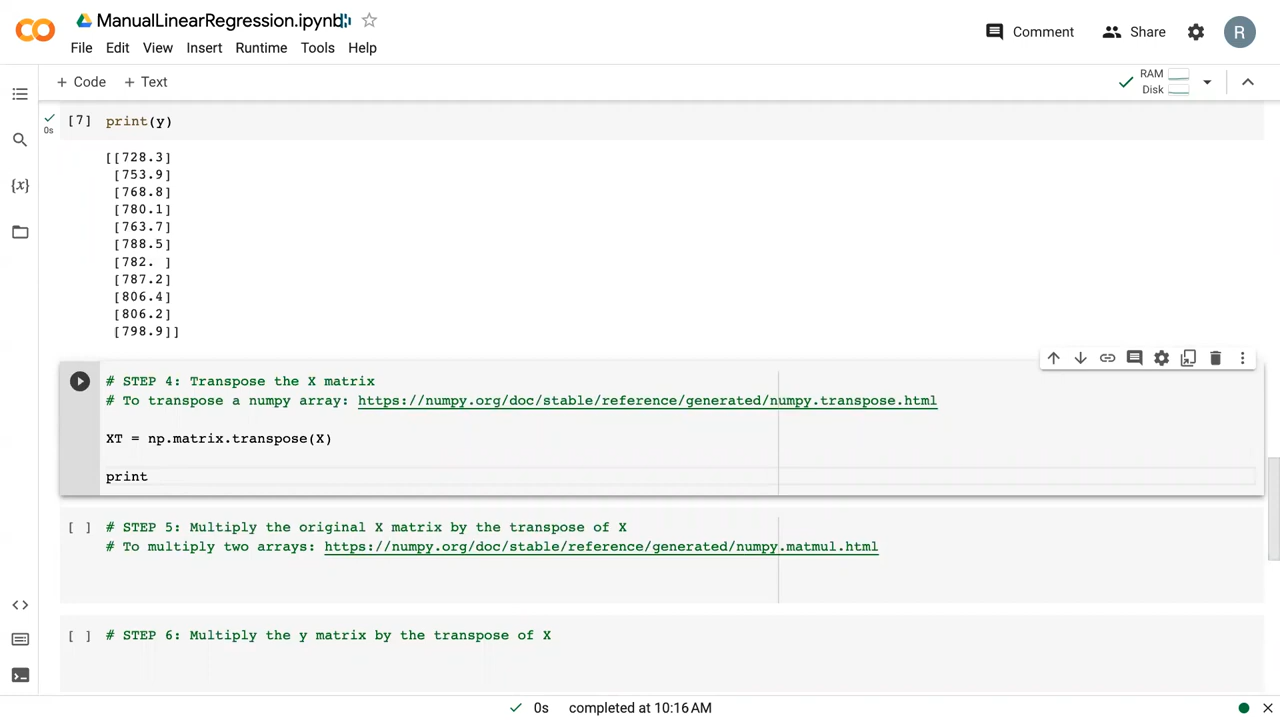 ManualLinearRegression.ipynb
File Edit View Insert Runtime Tools Help
Comment
Share
R
+ Code + Text
RAM
Disk
[7] print(y)
0s
[[728.3]
[753.9]
[768.8]
[780.1]
[763.7]
[788.5]
[782. ]
[787.2]
[806.4]
[806.2]
[798.9]]
# STEP 4: Transpose the X matrix
# To transpose a numpy array: https://numpy.org/doc/stable/reference/generated/numpy.transpose.html
XT = np.matrix.transpose(X)
print
[ ] # STEP 5: Multiply the original X matrix by the transpose of X
# To multiply two arrays: https://numpy.org/doc/stable/reference/generated/numpy.matmul.html
[ ] # STEP 6: Multiply the y matrix by the transpose of X
0s completed at 10:16 AM